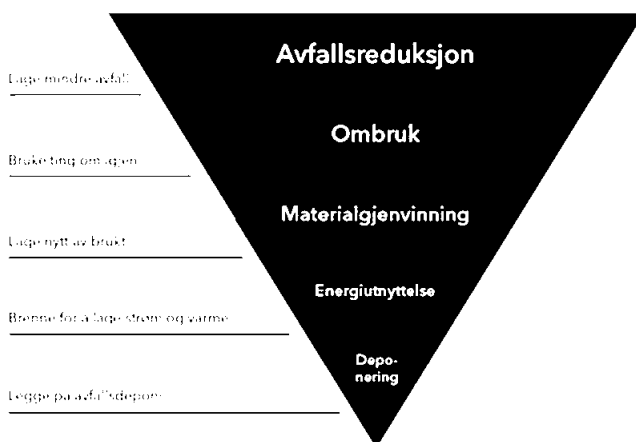 Avfallsreduksjon
Lage mindre avfall
Ombruk
Bruke ting om igjen
Materialgjenvinning
Lage nytt av brukt
Energiutnyttelse
Brenne for å lage strøm og varme
Depo-
nering
Legge på avfallsdeponi